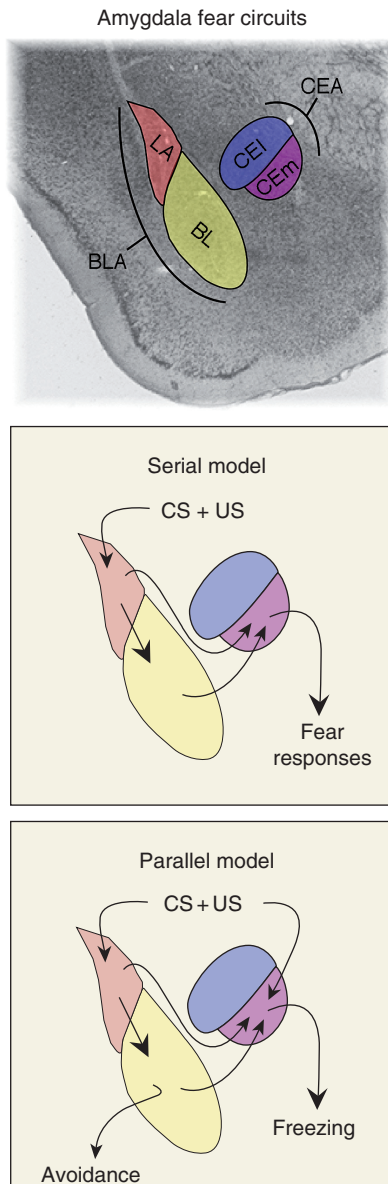 Amygdala fear circuits
CEA
LA
CEl
CEm
BL
BLA
Serial model
CS + US
Fear
responses
Parallel model
CS + US
Freezing
Avoidance